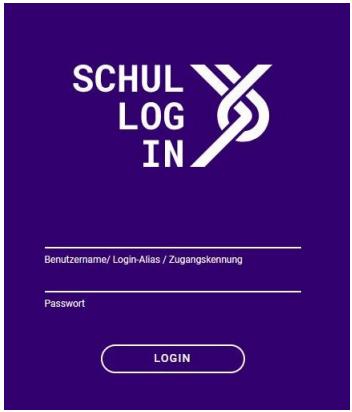 SCHUL
LOG
IN
Benutzername/ Login-Alias / Zugangskennung
Passwort
LOGIN